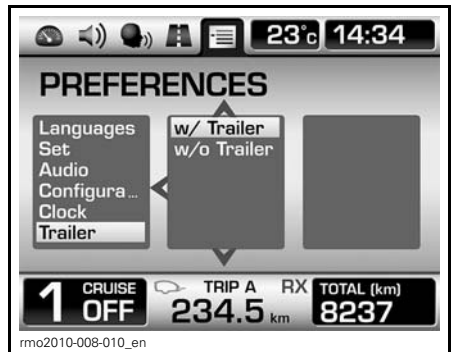 23°c 14:34
PREFERENCES
Languages
Set
Audio
Configura...
Clock
Trailer
w/ Trailer
w/o Trailer
1 CRUISE OFF
TRIP A RX
234.5 km
TOTAL (km)
8237
rmo2010-008-010_en